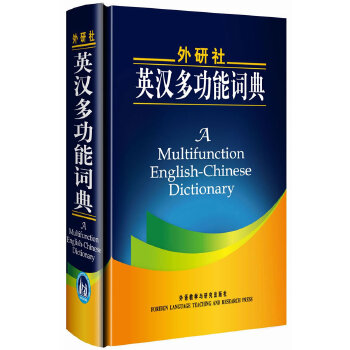 外研社
英汉多功能词典
A
Multifunction
English-Chinese
Dictionary
外语教学与研究出版社
FOREIGN LANGUAGE TEACHING AND RESEARCH PRESS
外研社
英汉多功能词典
A
Multifunction
English-Chinese
Dictionary